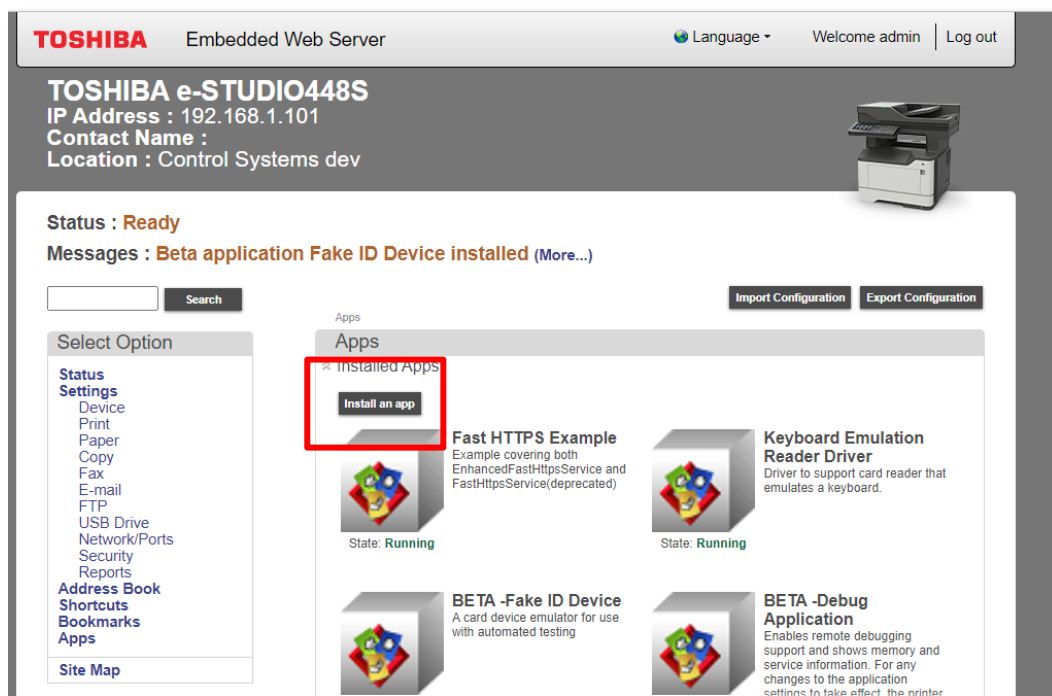 TOSHIBA Embedded Web Server Language Welcome admin Log out
TOSHIBA e-STUDIO448S
IP Address : 192.168.1.101
Contact Name :
Location : Control Systems dev
Status : Ready
Messages : Beta application Fake ID Device installed (More...)
Search
Import Configuration Export Configuration
Select Option
Status
Settings
Device
Print
Paper
Copy
Fax
E-mail
FTP
USB Drive
Network/Ports
Security
Reports
Address Book
Shortcuts
Bookmarks
Apps
Site Map
Apps
Apps
Installed Apps
Install an app
Fast HTTPS Example
Example covering both
EnhancedFastHttpsService and
FastHttpsService(deprecated)
State: Running
Keyboard Emulation
Reader Driver
Driver to support card reader that
emulates a keyboard.
State: Running
BETA -Fake ID Device
A card device emulator for use
with automated testing
BETA -Debug
Application
Enables remote debugging
support and shows memory and
service information. For any
changes to the application
settings to take effect, the printer